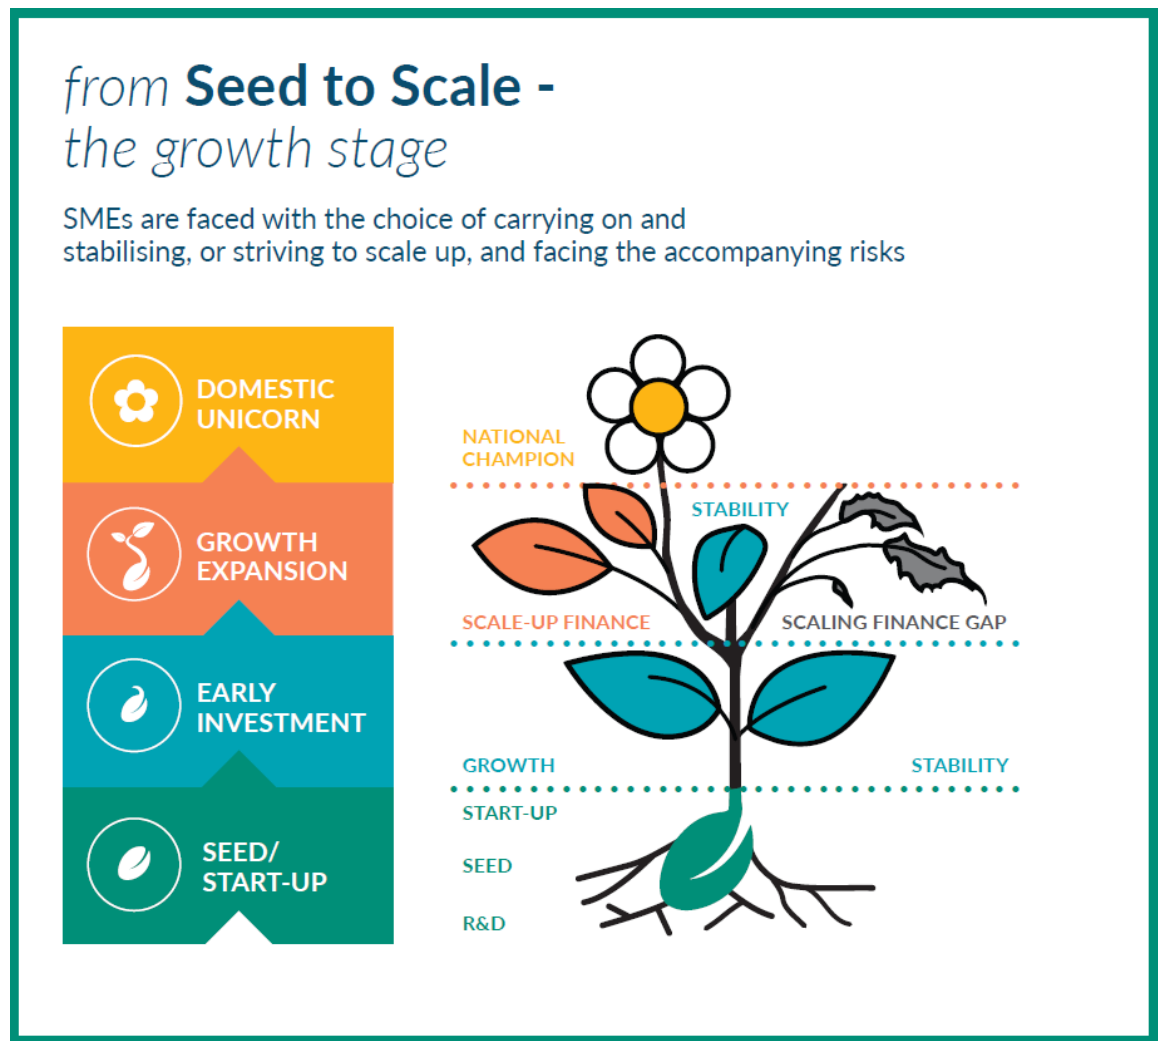 from Seed to Scale -
the growth stage
SMEs are faced with the choice of carrying on and
stabilising, or striving to scale up, and facing the accompanying risks
DOMESTIC
UNICORN
GROWTH
EXPANSION
EARLY
INVESTMENT
SEED/
START-UP
NATIONAL
CHAMPION
STABILITY
SCALE-UP FINANCE
SCALING FINANCE GAP
GROWTH
STABILITY
START-UP
SEED
R&D